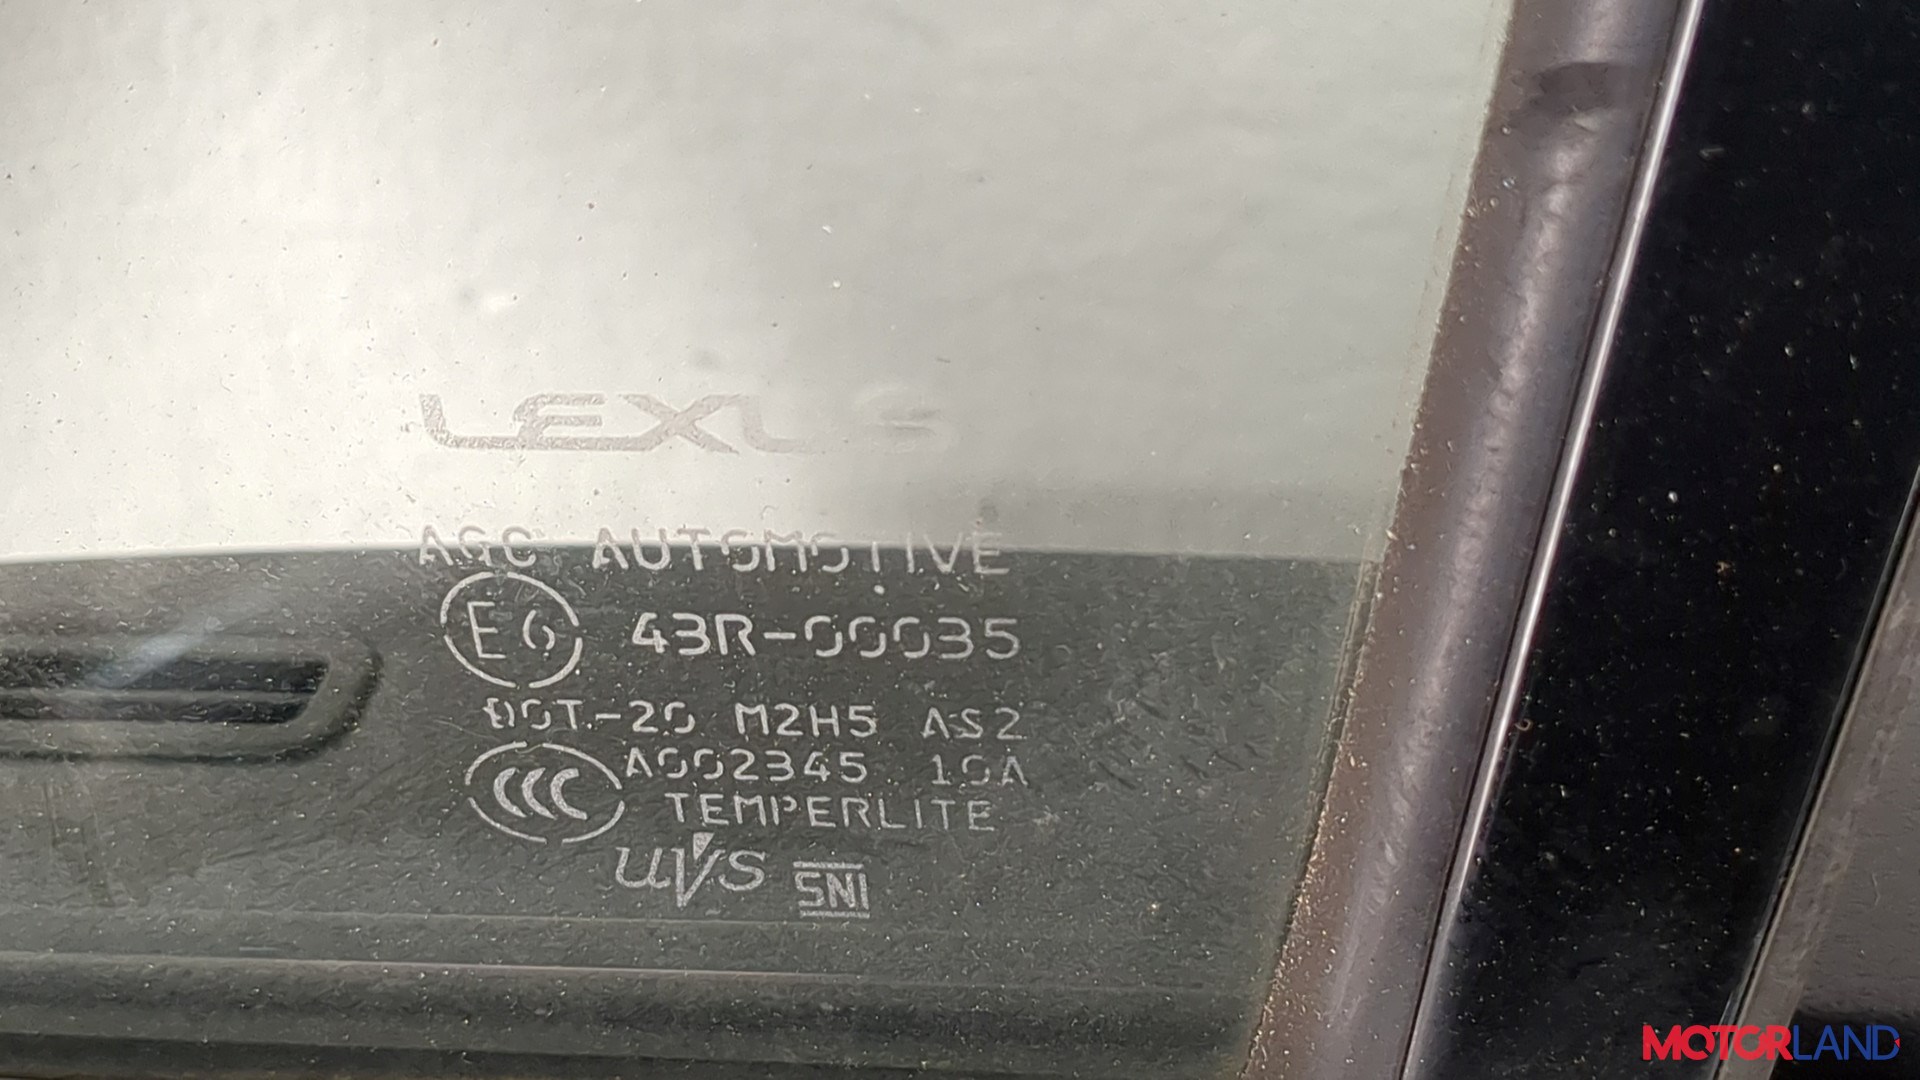 LEXUS
AGC AUTOMOTIVE
E6 43R-00035
DOT-20 M2H5 AS2
CCC A002345 10A
TEMPERLITE
UVS SNI
MOTORLAND